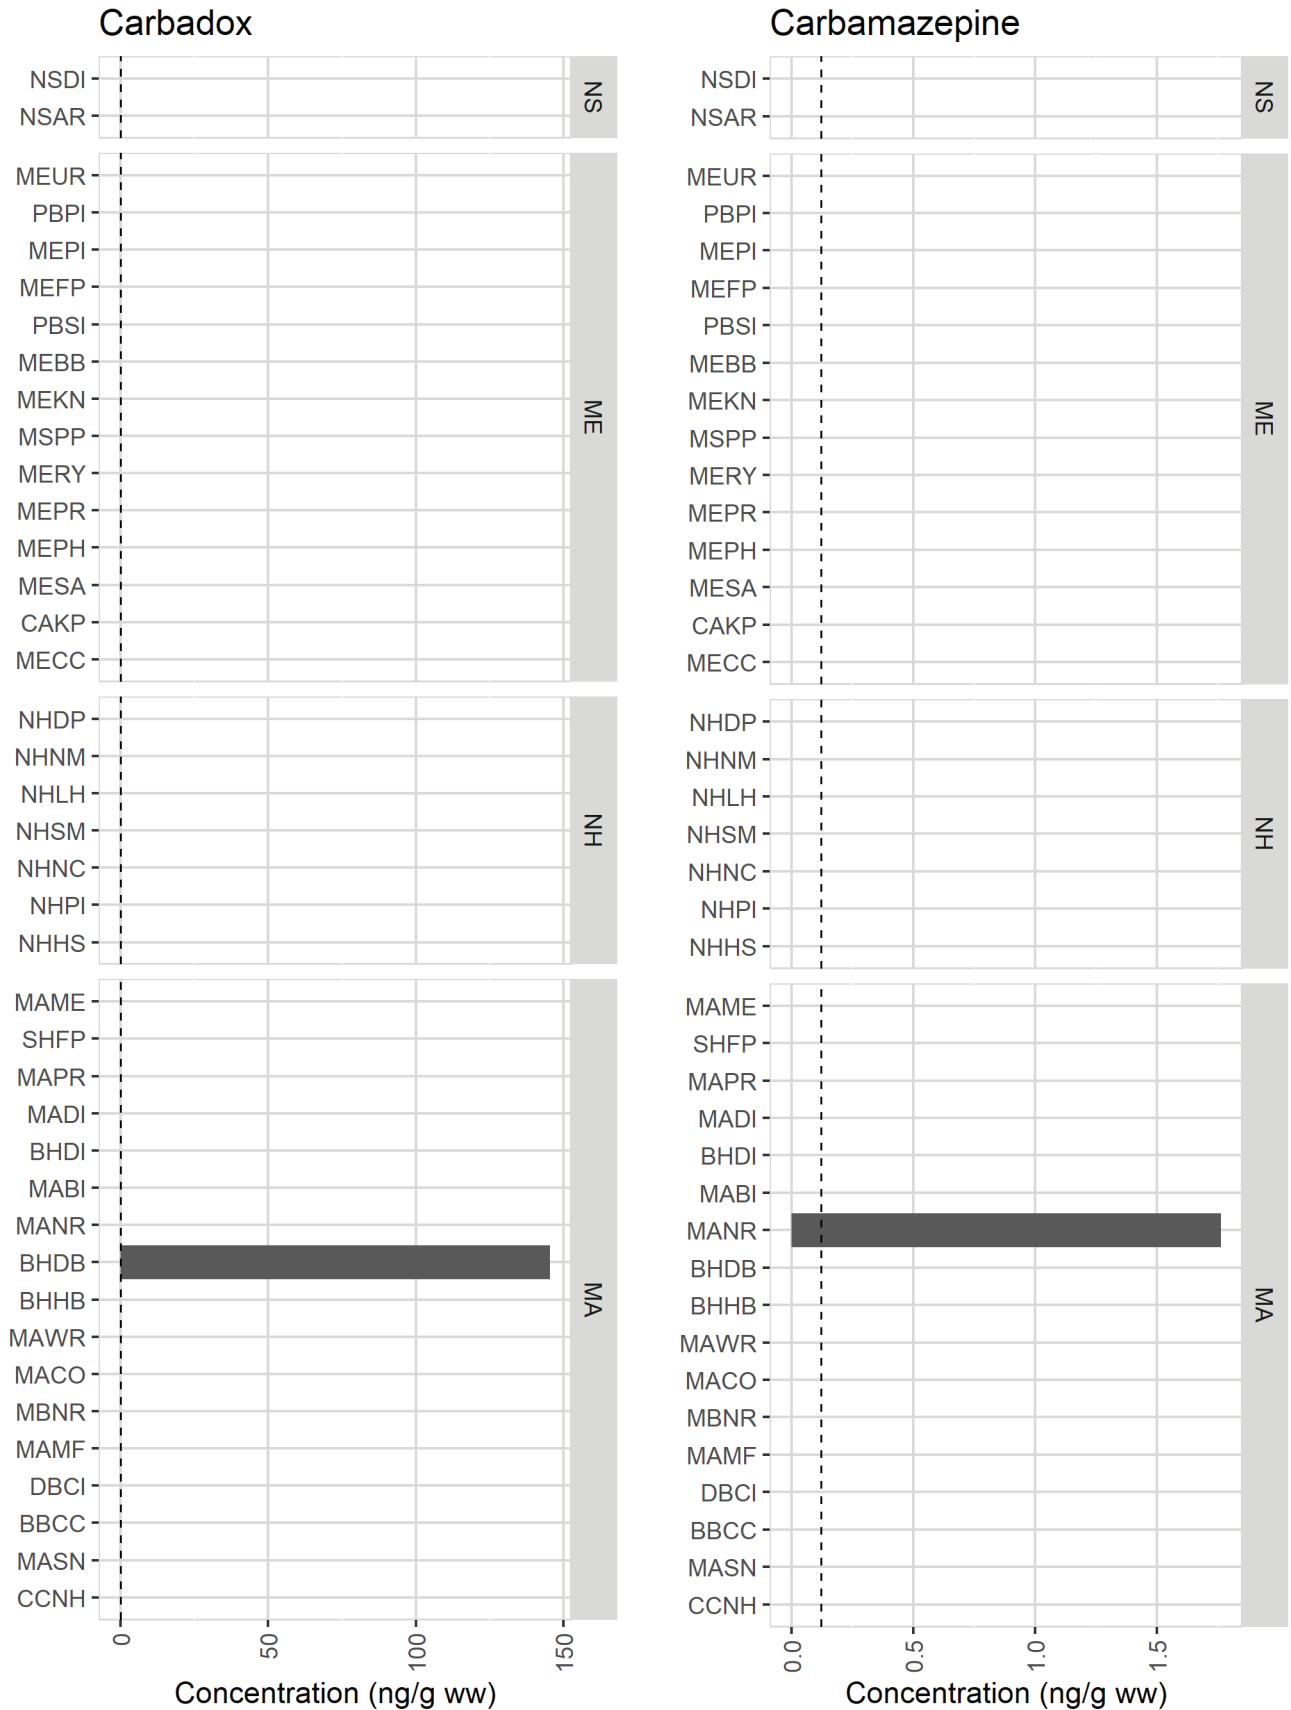 Carbadox
NSDI
NSAR
NS
MEUR
PBPI
MEPI
MEFP
PBSI
MEBB
MEKN
MSPP
MERY
MEPR
MEPH
MESA
CAKP
MECC
ME
NHDP
NHNM
NHLH
NHSM
NHNC
NHPI
NHHS
NH
MAME
SHFP
MAPR
MADI
BHDI
MABI
MANR
BHDB
BHHB
MAWR
MACO
MBNR
MAMF
DBCI
BBCC
MASN
CCNH
MA
0
50
100
150
Concentration (ng/g ww)
Carbamazepine
NSDI
NSAR
NS
MEUR
PBPI
MEPI
MEFP
PBSI
MEBB
MEKN
MSPP
MERY
MEPR
MEPH
MESA
CAKP
MECC
ME
NHDP
NHNM
NHLH
NHSM
NHNC
NHPI
NHHS
NH
MAME
SHFP
MAPR
MADI
BHDI
MABI
MANR
BHDB
BHHB
MAWR
MACO
MBNR
MAMF
DBCI
BBCC
MASN
CCNH
MA
0.0
0.5
1.0
1.5
Concentration (ng/g ww)